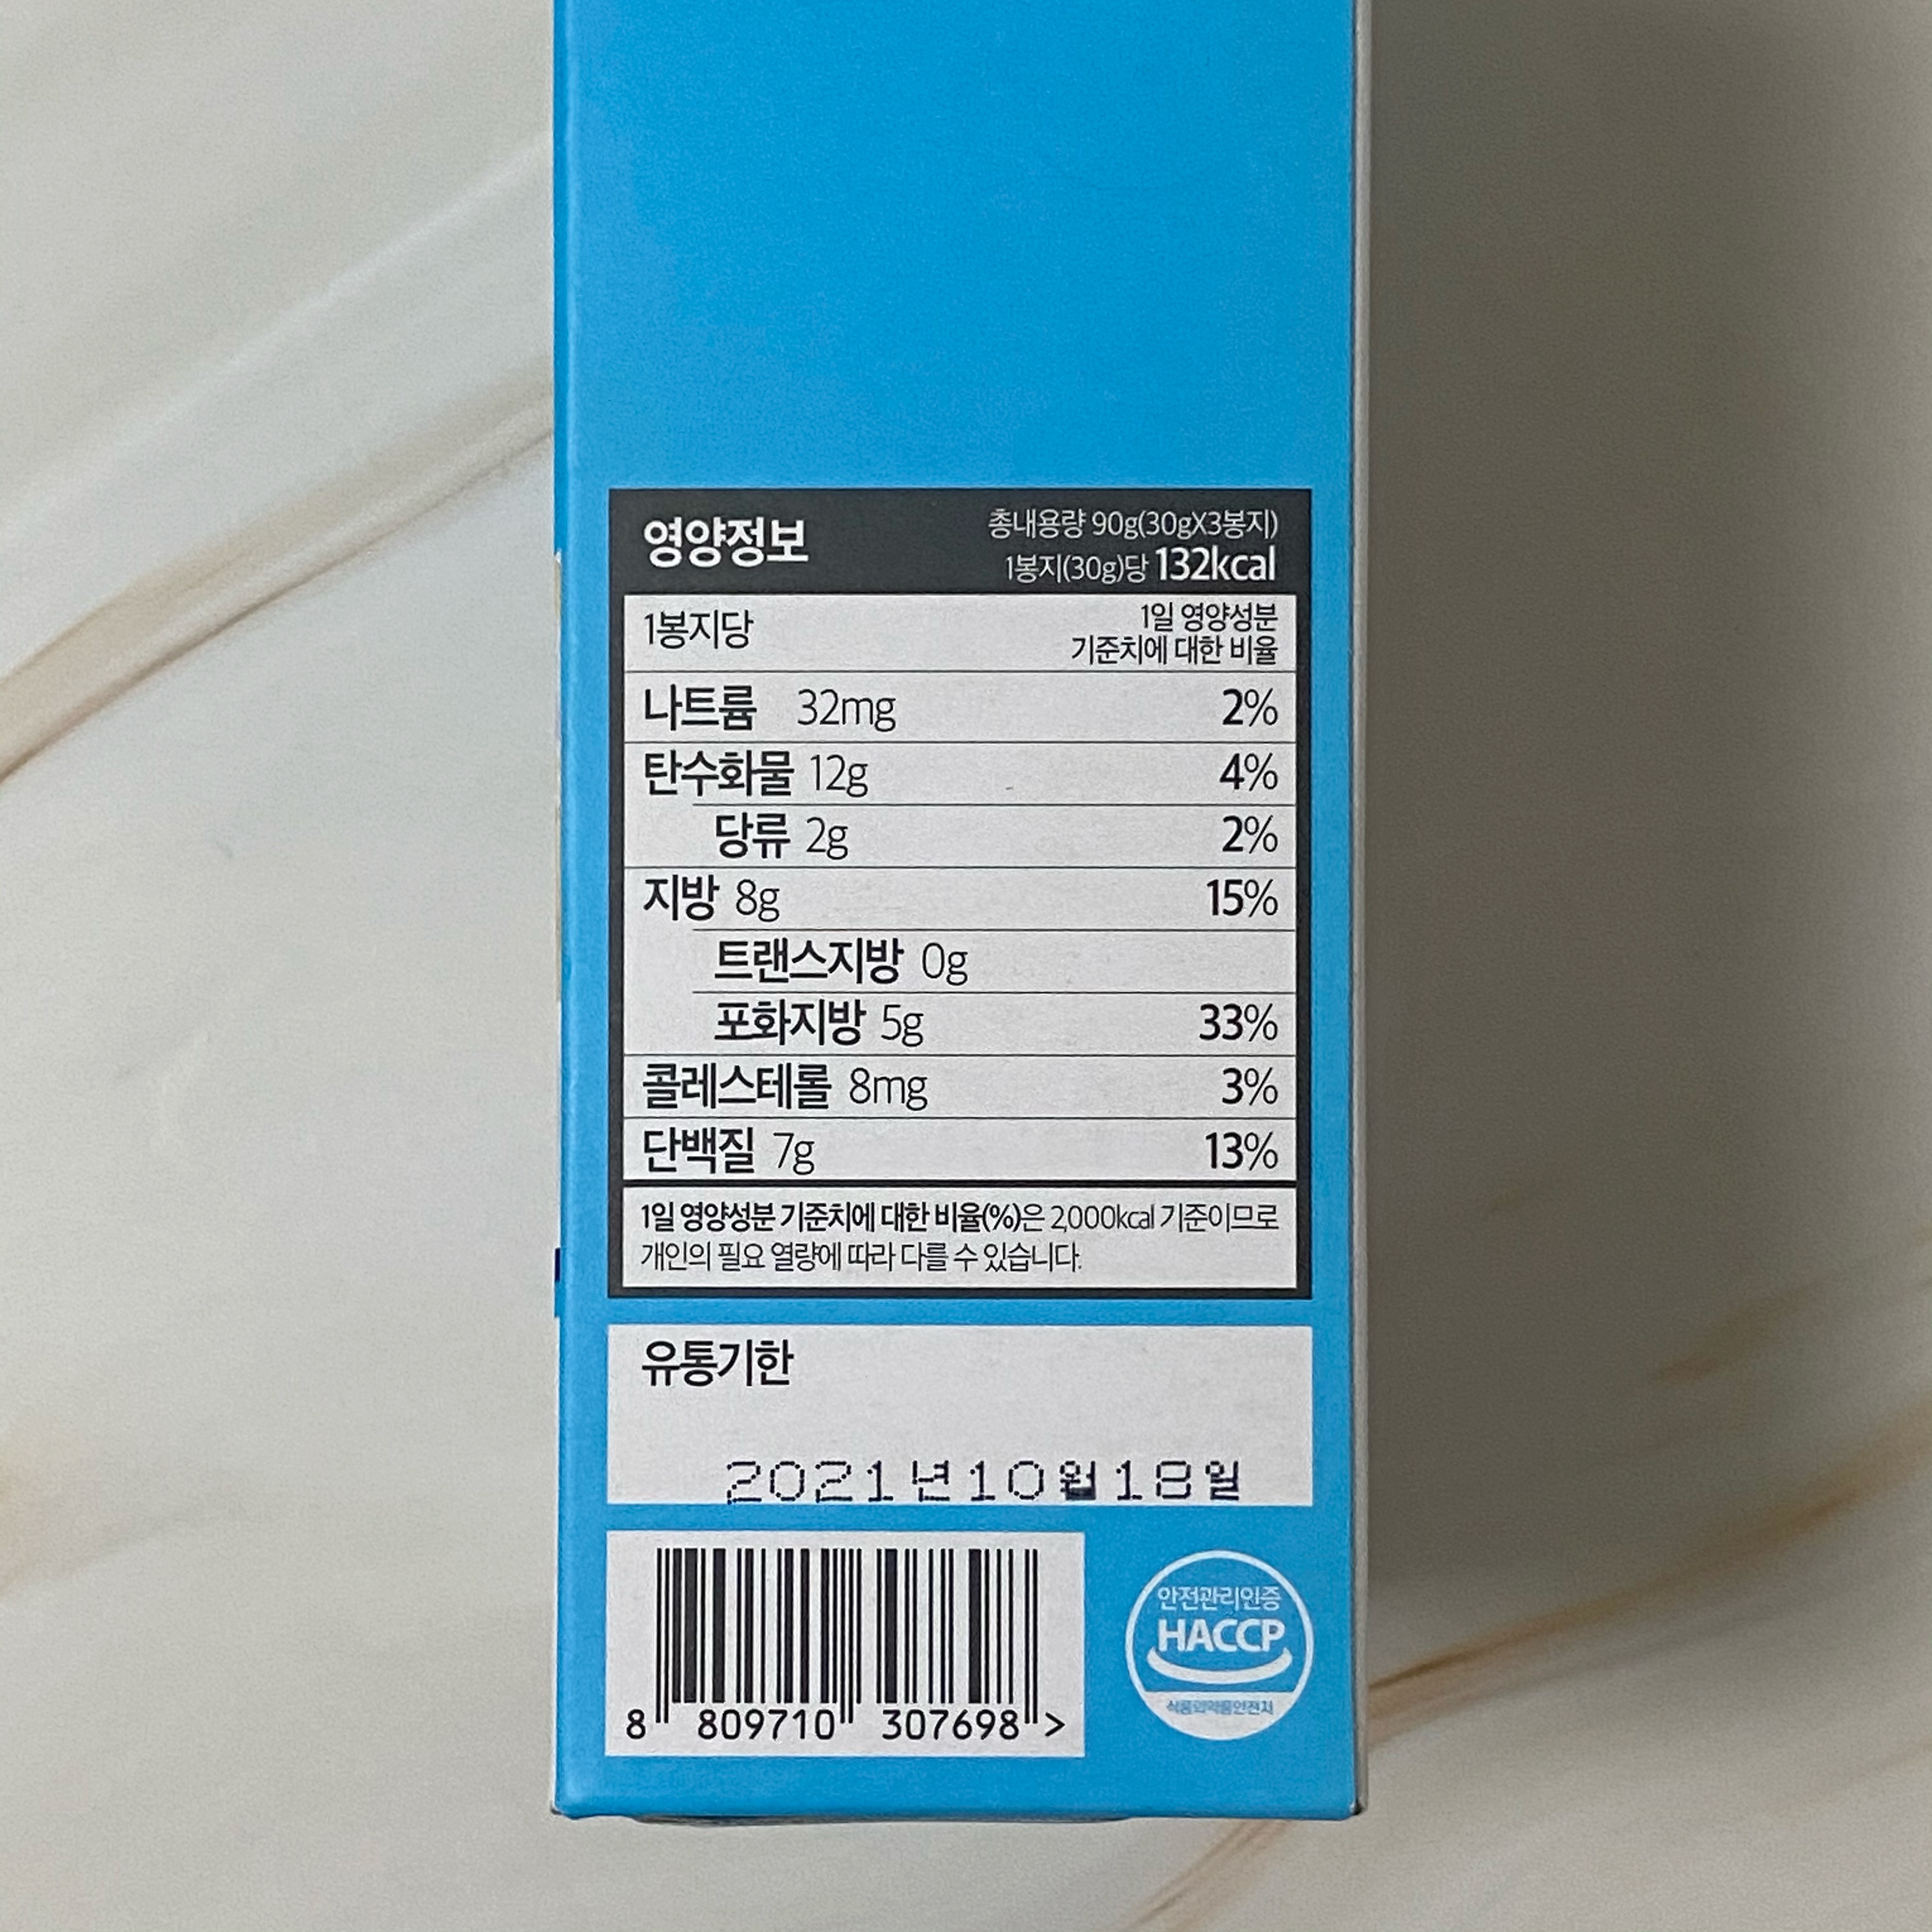 영양정보
총내용량 90g(30gX3봉지)
1봉지(30g)당 132kcal
1봉지당
1일 영양성분
기준치에 대한 비율
나트륨 32mg 2%
탄수화물 12g 4%
당류 2g 2%
지방 8g 15%
트랜스지방 0g
포화지방 5g 33%
콜레스테롤 8mg 3%
단백질 7g 13%
1일 영양성분 기준치에 대한 비율(%)은 2,000kcal 기준이므로
개인의 필요 열량에 따라 다를 수 있습니다.
유통기한
2021년10월18일
8 809710 307698 >
안전관리인증
HACCP
식품의약품안전처